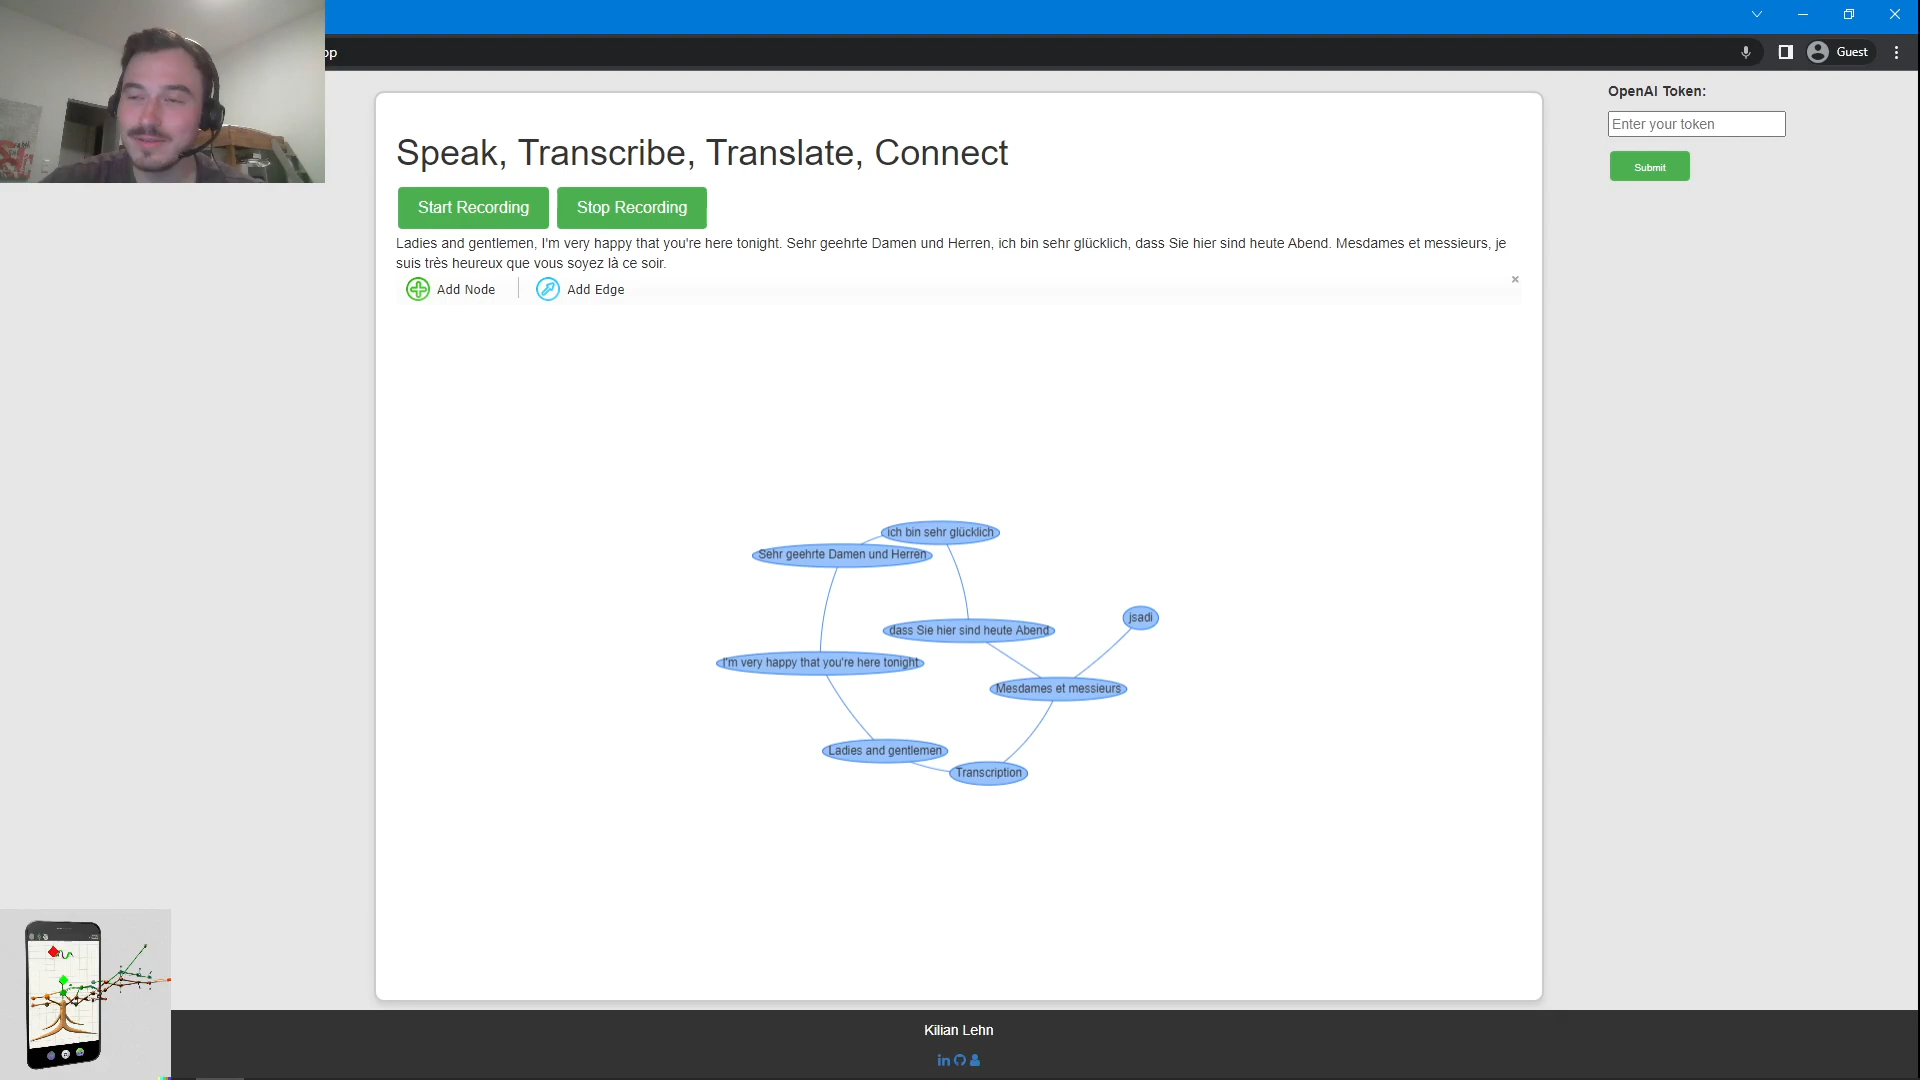 op
Guest
OpenAI Token:
Enter your token
Submit
Speak, Transcribe, Translate, Connect
Start Recording
Stop Recording
Ladies and gentlemen, I'm very happy that you're here tonight. Sehr geehrte Damen und Herren, ich bin sehr glücklich, dass Sie hier sind heute Abend. Mesdames et messieurs, je
suis très heureux que vous soyez là ce soir.
Add Node
Add Edge
ich bin sehr glücklich
Sehr geehrte Damen und Herren
jsadi
dass Sie hier sind heute Abend
I'm very happy that you're here tonight
Mesdames et messieurs
Ladies and gentlemen
Transcription
Kilian Lehn